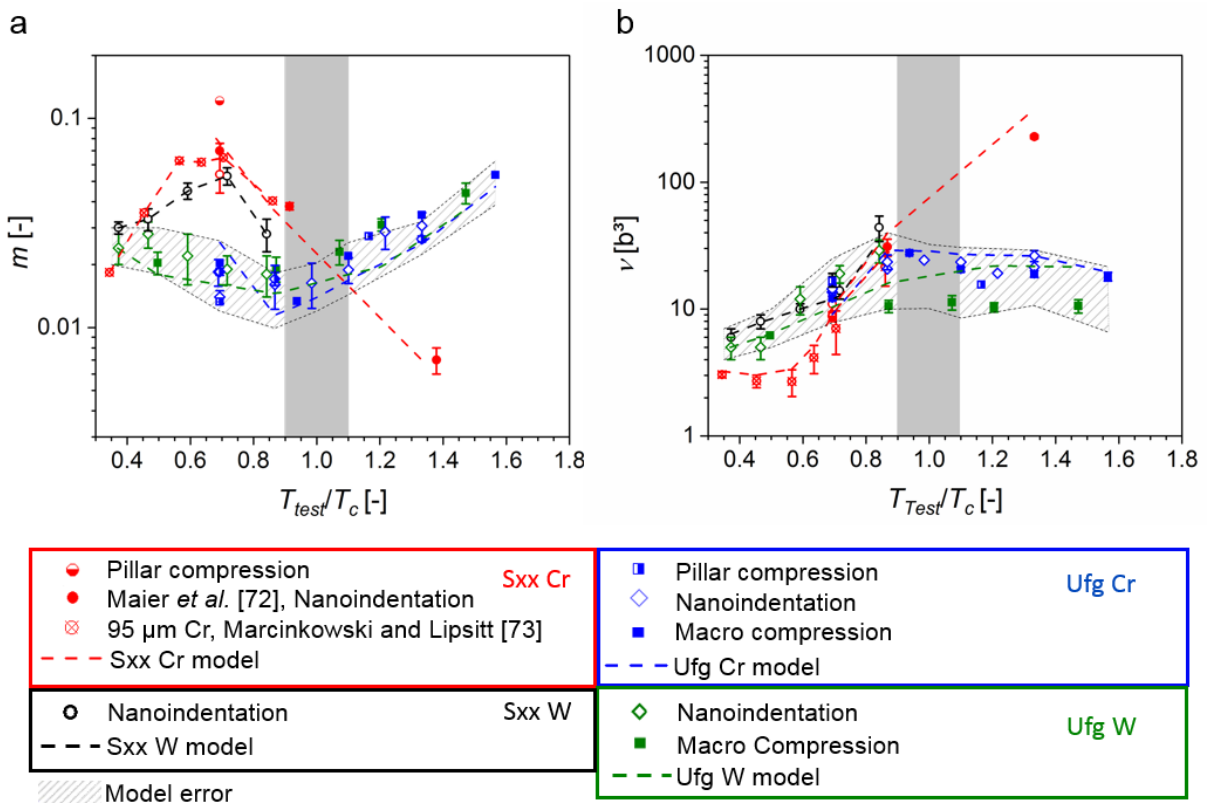 a
b
0.1
0.01
m [-]
0.4 0.6 0.8 1.0 1.2 1.4 1.6 1.8
T_test/T_c [-]
1000
100
10
1
ν [b³]
0.4 0.6 0.8 1.0 1.2 1.4 1.6 1.8
T_Test/T_c [-]
Sxx Cr
Pillar compression
Maier et al. [72], Nanoindentation
95 µm Cr, Marcinkowski and Lipsitt [73]
Sxx Cr model
Ufg Cr
Pillar compression
Nanoindentation
Macro compression
Ufg Cr model
Sxx W
Nanoindentation
Sxx W model
Ufg W
Nanoindentation
Macro Compression
Ufg W model
Model error